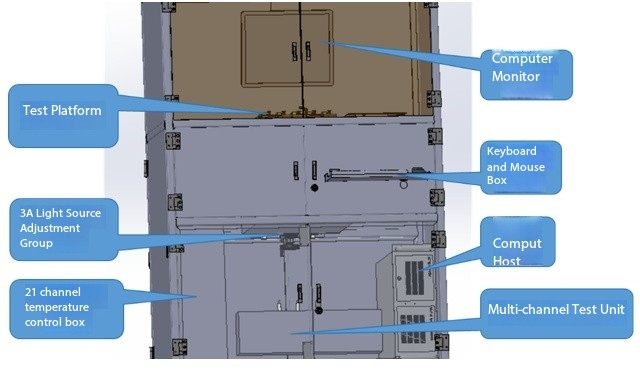 Computer
Monitor
Test Platform
Keyboard
and Mouse
Box
3A Light Source
Adjustment
Group
Comput
Host
21 channel
temperature
control box
Multi-channel Test Unit